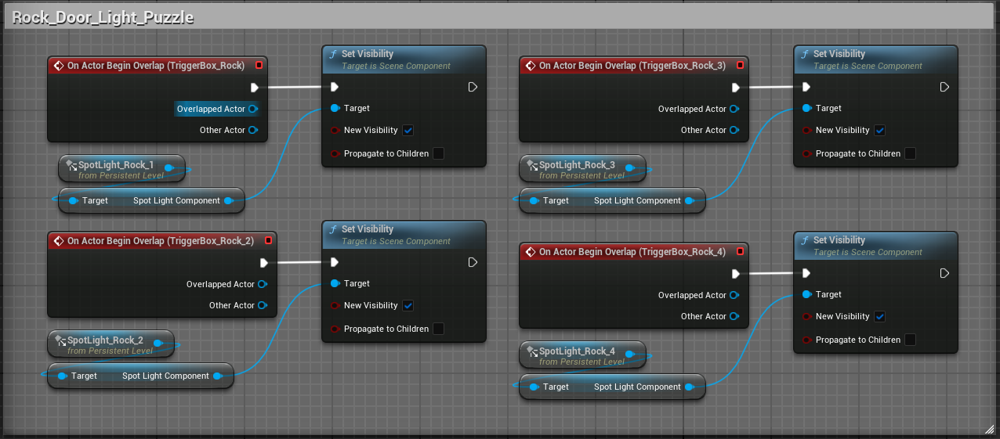 Rock_Door_Light_Puzzle
On Actor Begin Overlap (TriggerBox_Rock)
Overlapped Actor
Other Actor
SpotLight_Rock_1
from Persistent Level
Target Spot Light Component
Set Visibility
Target is Scene Component
Target
New Visibility
Propagate to Children
On Actor Begin Overlap (TriggerBox_Rock_3)
Overlapped Actor
Other Actor
SpotLight_Rock_3
from Persistent Level
Target Spot Light Component
Set Visibility
Target is Scene Component
Target
New Visibility
Propagate to Children
On Actor Begin Overlap (TriggerBox_Rock_2)
Overlapped Actor
Other Actor
SpotLight_Rock_2
from Persistent Level
Target Spot Light Component
Set Visibility
Target is Scene Component
Target
New Visibility
Propagate to Children
On Actor Begin Overlap (TriggerBox_Rock_4)
Overlapped Actor
Other Actor
SpotLight_Rock_4
from Persistent Level
Target Spot Light Component
Set Visibility
Target is Scene Component
Target
New Visibility
Propagate to Children